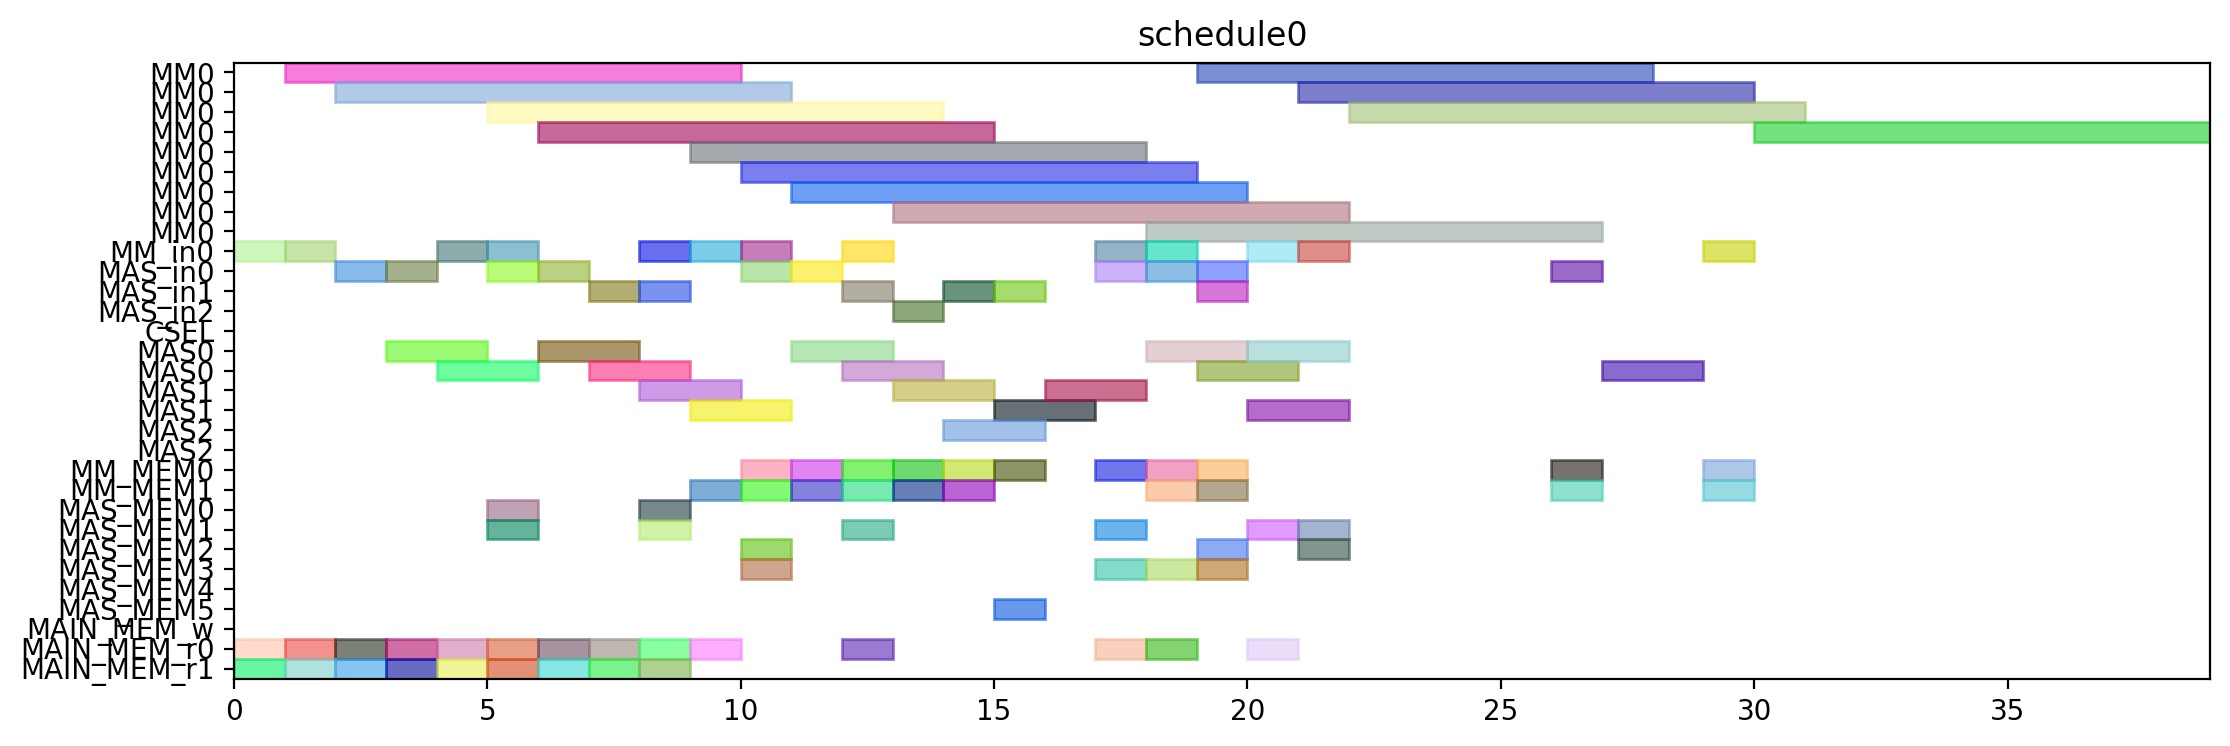 schedule0
MM0
MM0
MM0
MM0
MM0
MM0
MM0
MM0
MM0
MM_in0
MAS_in0
MAS_in1
MAS_in2
CSEL
MAS0
MAS0
MAS1
MAS1
MAS2
MAS2
MM_MEM0
MM_MEM1
MAS_MEM0
MAS_MEM1
MAS_MEM2
MAS_MEM3
MAS_MEM4
MAS_MEM5
MAIN_MEM_w
MAIN_MEM_r0
MAIN_MEM_r1
0 5 10 15 20 25 30 35